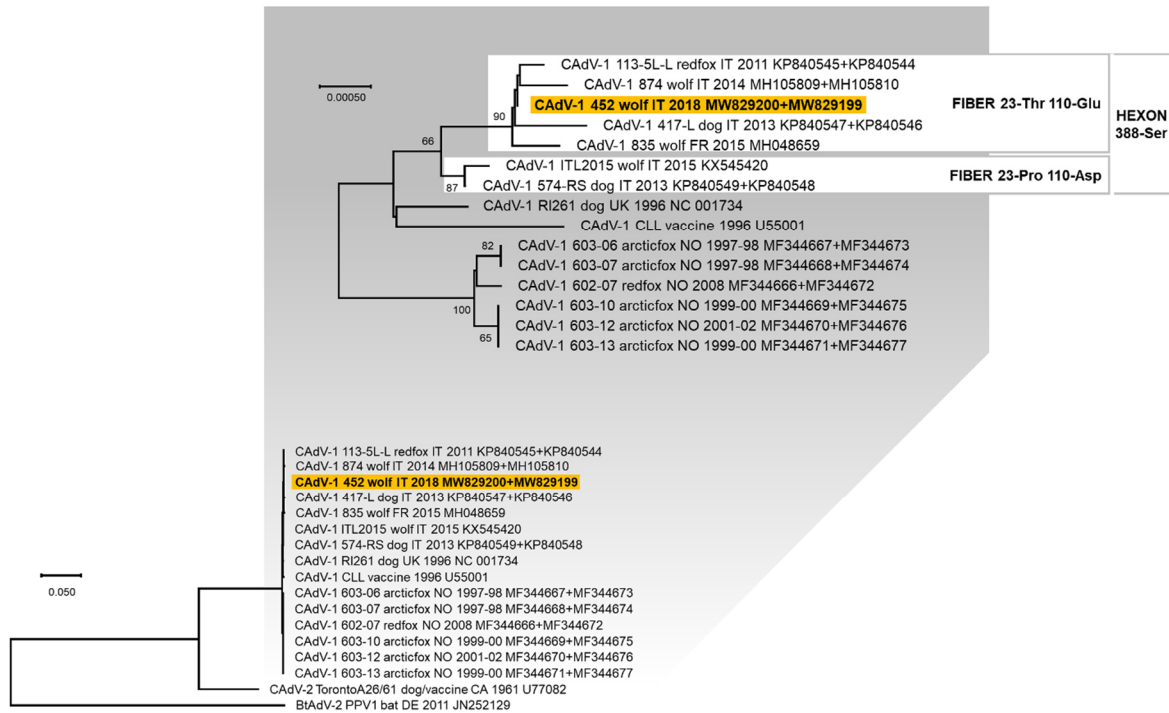 CAdV-1 113-5L-L redfox IT 2011 KP840545+KP840544
0.00050
CAdV-1 874 wolf IT 2014 MH105809+MH105810
CAdV-1 452 wolf IT 2018 MW829200+MW829199
FIBER 23-Thr 110-Glu
HEXON
388-Ser
90
CAdV-1 417-L dog IT 2013 KP840547+KP840546
66
CAdV-1 835 wolf FR 2015 MH048659
CAdV-1 ITL2015 wolf IT 2015 KX545420
FIBER 23-Pro 110-Asp
87
CAdV-1 574-RS dog IT 2013 KP840549+KP840548
CAdV-1 RI261 dog UK 1996 NC 001734
CAdV-1 CLL vaccine 1996 U55001
82
CAdV-1 603-06 arcticfox NO 1997-98 MF344667+MF344673
CAdV-1 603-07 arcticfox NO 1997-98 MF344668+MF344674
CAdV-1 602-07 redfox NO 2008 MF344666+MF344672
100
CAdV-1 603-10 arcticfox NO 1999-00 MF344669+MF344675
CAdV-1 603-12 arcticfox NO 2001-02 MF344670+MF344676
65
CAdV-1 603-13 arcticfox NO 1999-00 MF344671+MF344677
CAdV-1 113-5L-L redfox IT 2011 KP840545+KP840544
CAdV-1 874 wolf IT 2014 MH105809+MH105810
CAdV-1 452 wolf IT 2018 MW829200+MW829199
CAdV-1 417-L dog IT 2013 KP840547+KP840546
CAdV-1 835 wolf FR 2015 MH048659
CAdV-1 ITL2015 wolf IT 2015 KX545420
CAdV-1 574-RS dog IT 2013 KP840549+KP840548
CAdV-1 RI261 dog UK 1996 NC 001734
CAdV-1 CLL vaccine 1996 U55001
0.050
CAdV-1 603-06 arcticfox NO 1997-98 MF344667+MF344673
CAdV-1 603-07 arcticfox NO 1997-98 MF344668+MF344674
CAdV-1 602-07 redfox NO 2008 MF344666+MF344672
CAdV-1 603-10 arcticfox NO 1999-00 MF344669+MF344675
CAdV-1 603-12 arcticfox NO 2001-02 MF344670+MF344676
CAdV-1 603-13 arcticfox NO 1999-00 MF344671+MF344677
CAdV-2 TorontoA26/61 dog/vaccine CA 1961 U77082
BtAdV-2 PPV1 bat DE 2011 JN252129